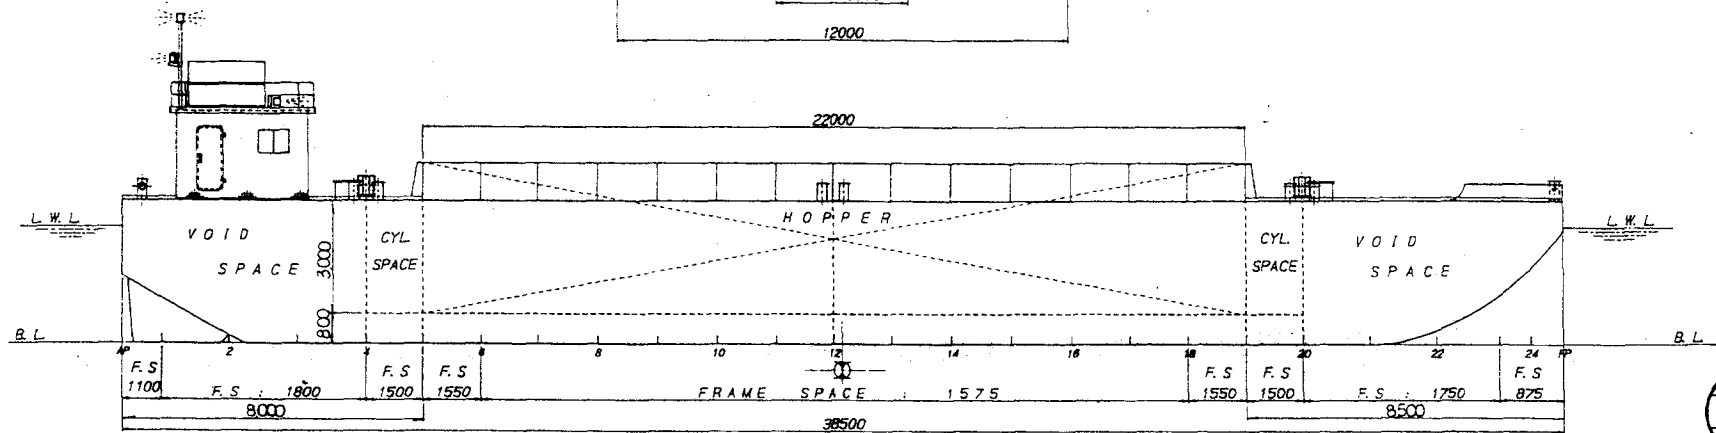 12000
22000
L. W. L
HOPPER
L. W. L
VOID
SPACE
CYL.
SPACE
CYL.
SPACE
VOID
SPACE
3000
800
B. L.
B. L.
AP 2 4 6 8 10 12 14 16 18 20 22 24 FP
F. S
1100
F. S : 1800
F. S
1500
F. S
1550
FRAME SPACE : 1575
F. S
1550
F. S
1500
F. S : 1750
F. S
875
8000
8500
38500